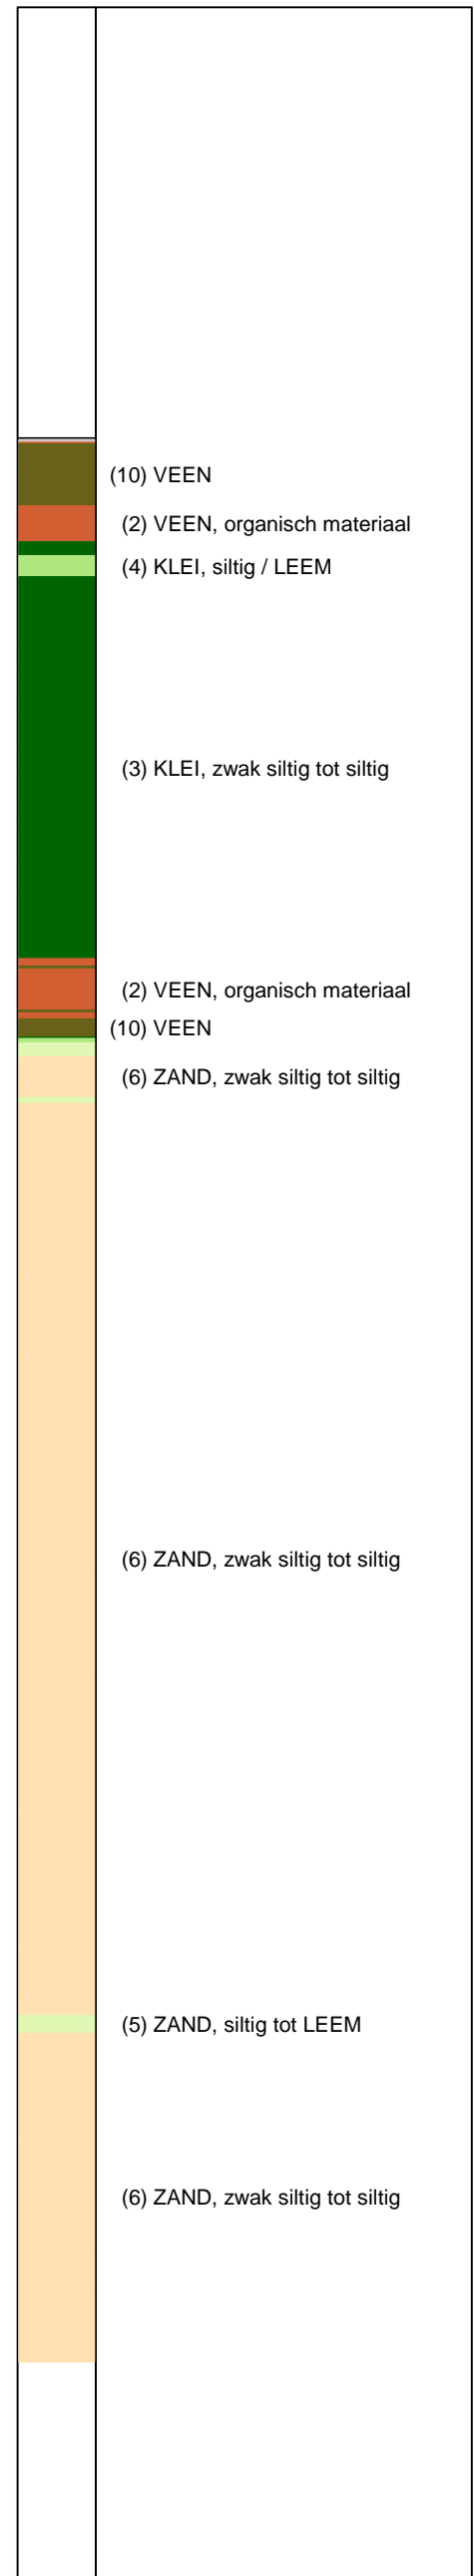 (10) VEEN
(2) VEEN, organisch materiaal
(4) KLEI, siltig / LEEM
(3) KLEI, zwak siltig tot siltig
(2) VEEN, organisch materiaal
(10) VEEN
(6) ZAND, zwak siltig tot siltig
(6) ZAND, zwak siltig tot siltig
(5) ZAND, siltig tot LEEM
(6) ZAND, zwak siltig tot siltig